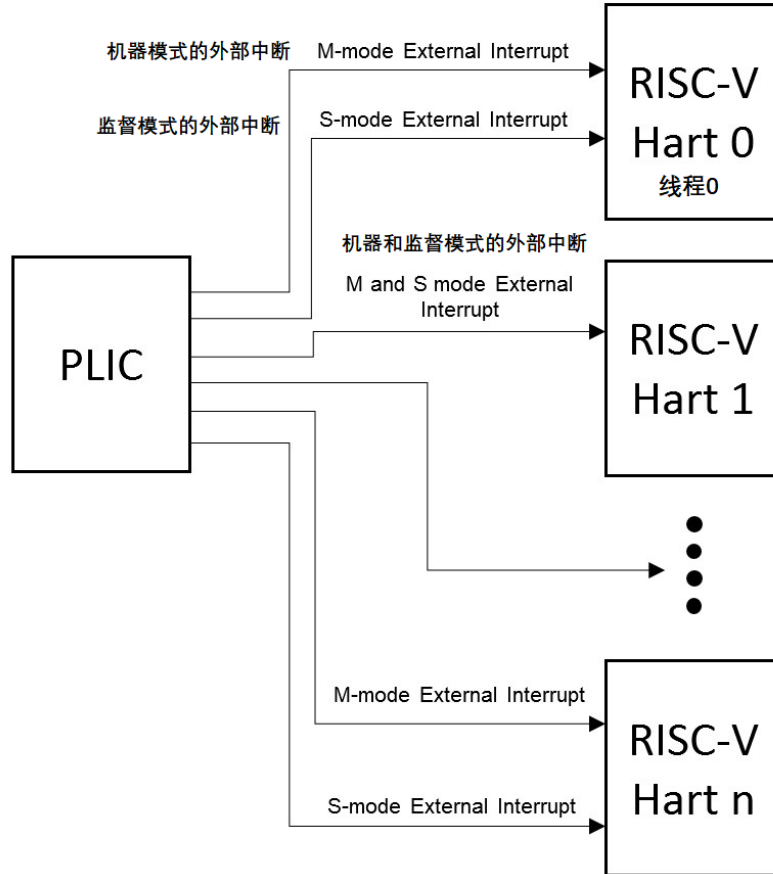 机器模式的外部中断
M-mode External Interrupt
监督模式的外部中断
S-mode External Interrupt
RISC-V
Hart 0
线程0
机器和监督模式的外部中断
M and S mode External
Interrupt
PLIC
RISC-V
Hart 1
M-mode External Interrupt
S-mode External Interrupt
RISC-V
Hart n